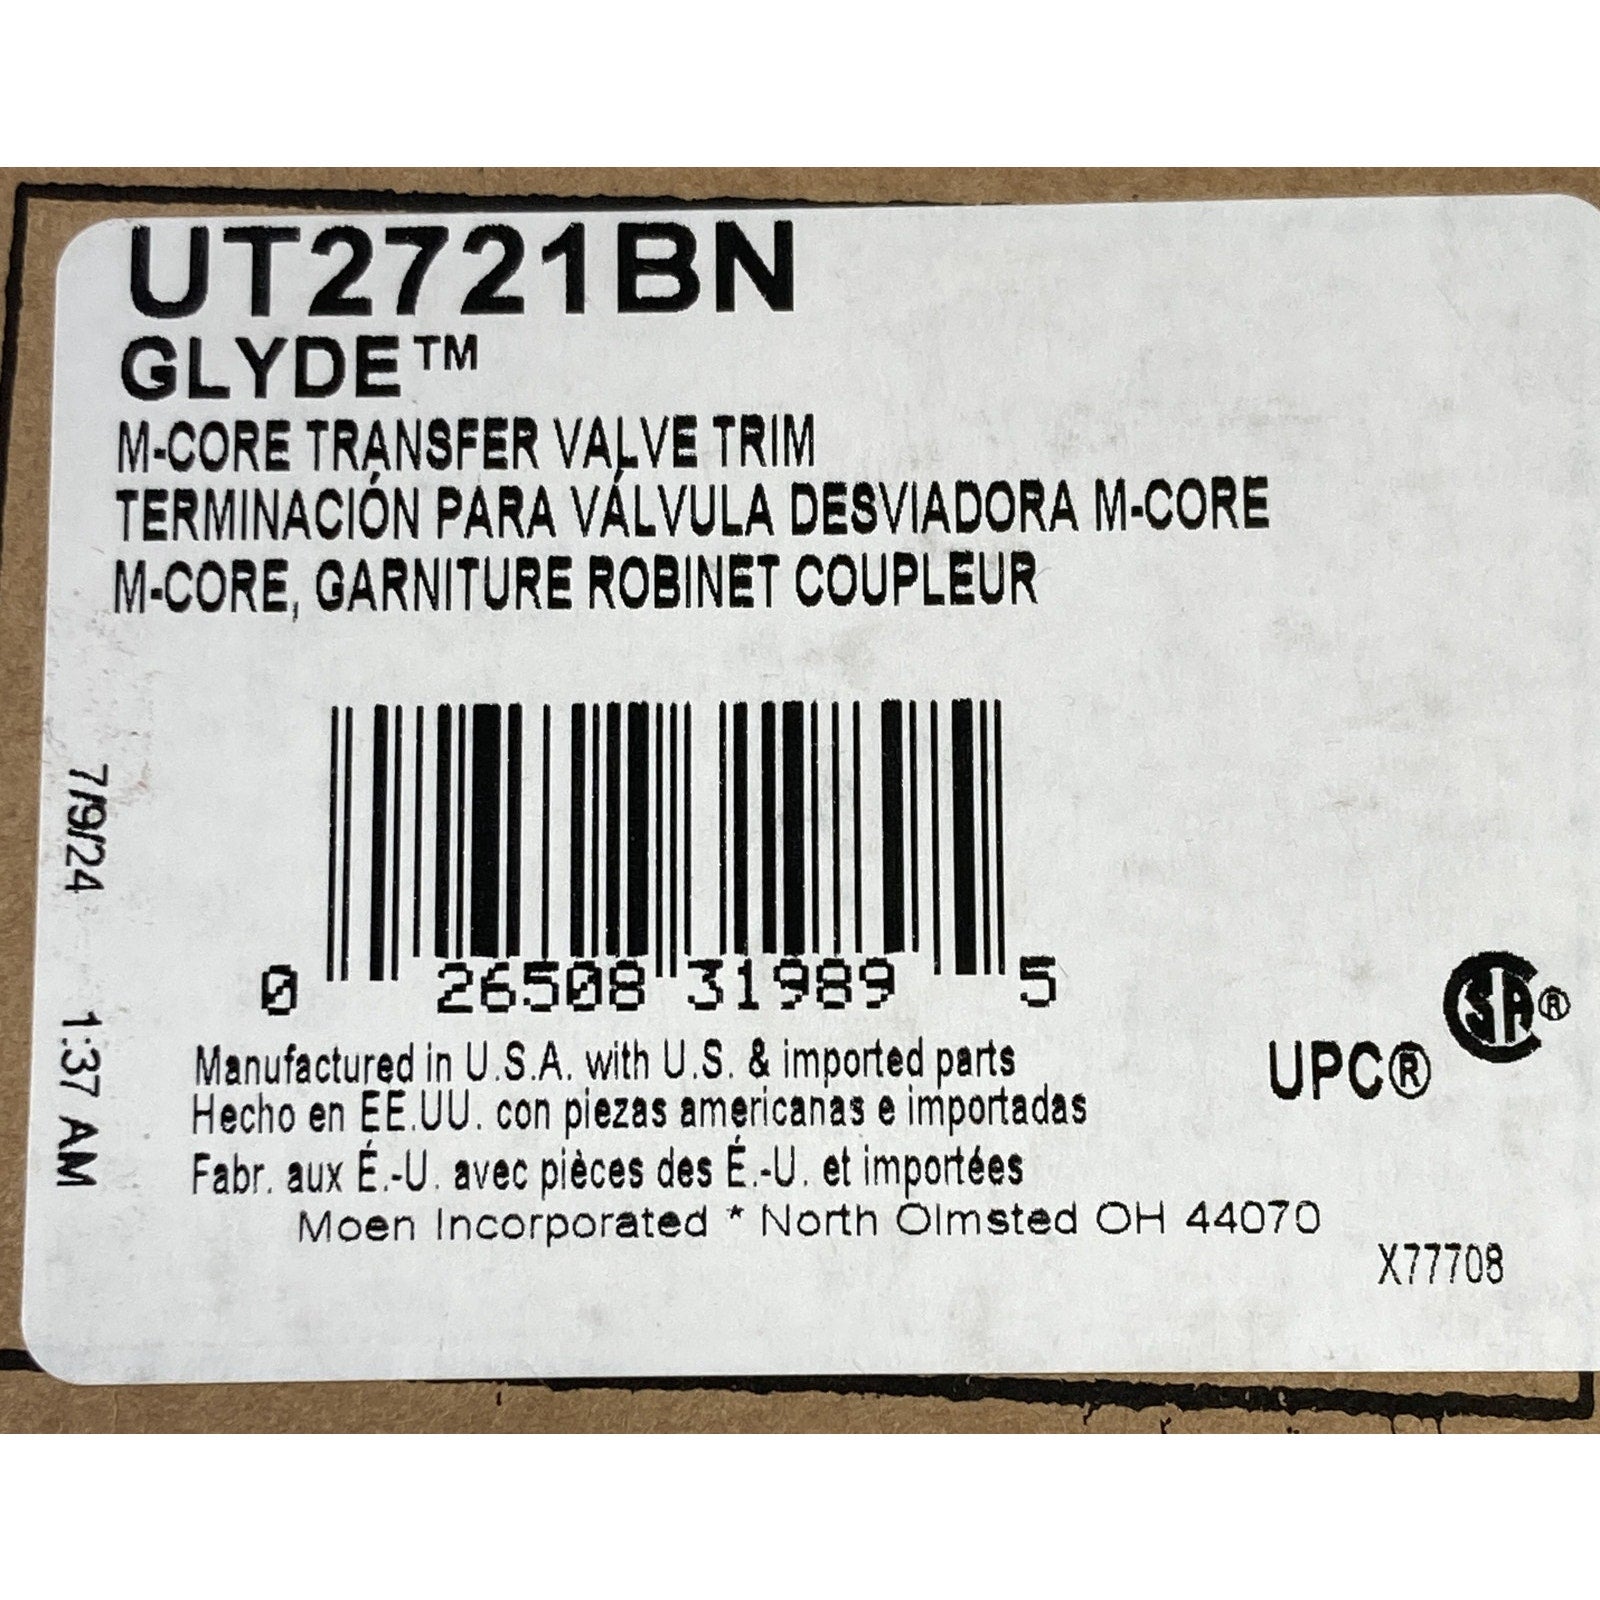 UT2721BN
GLYDE™
M-CORE TRANSFER VALVE TRIM
TERMINACIÓN PARA VÁLVULA DESVIADORA M-CORE
M-CORE, GARNITURE ROBINET COUPLEUR
7/9/24 1:37 AM
0 26508 31989 5
UPC® CSA®
Manufactured in U.S.A. with U.S. & imported parts
Hecho en EE.UU. con piezas americanas e importadas
Fabr. aux É.-U. avec pièces des É.-U. et importées
Moen Incorporated * North Olmsted OH 44070
X77708